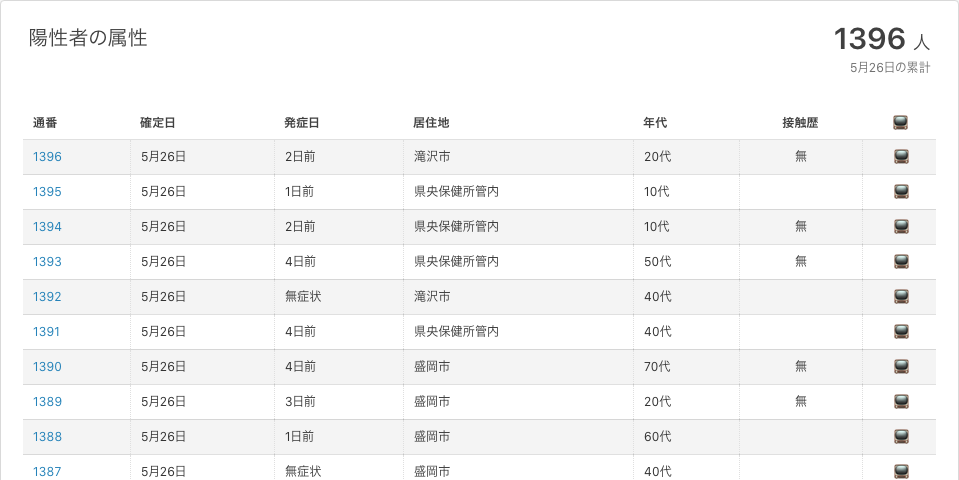 陽性者の属性
1396 人
5月26日の累計
通番 確定日 発症日 居住地 年代 接触歴
1396 5月26日 2日前 滝沢市 20代 無
1395 5月26日 1日前 県央保健所管内 10代
1394 5月26日 2日前 県央保健所管内 10代 無
1393 5月26日 4日前 県央保健所管内 50代 無
1392 5月26日 無症状 滝沢市 40代
1391 5月26日 4日前 県央保健所管内 40代
1390 5月26日 4日前 盛岡市 70代 無
1389 5月26日 3日前 盛岡市 20代 無
1388 5月26日 1日前 盛岡市 60代
1387 5月26日 無症状 盛岡市 40代